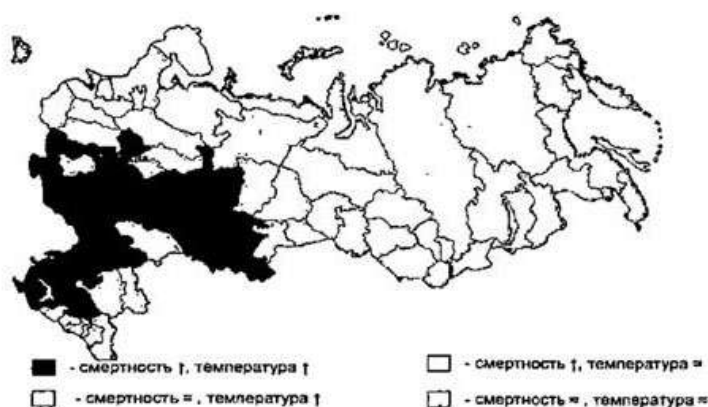 - смертность ↑, температура ↑
- смертность ≈, температура ↑
- смертность ↑, температура ≈
- смертность ≈, температура ≈